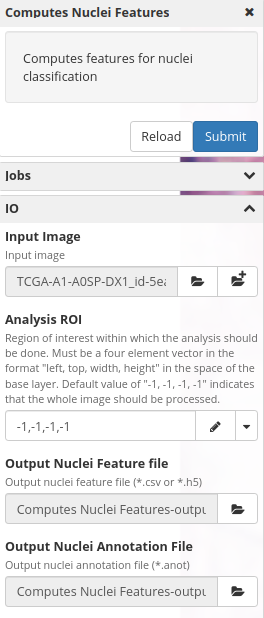 Computes Nuclei Features ×
Computes features for nuclei
classification
Reload Submit
Jobs
IO
Input Image
Input image
TCGA-A1-A0SP-DX1_id-5ea
Analysis ROI
Region of interest within which the analysis should
be done. Must be a four element vector in the
format "left, top, width, height" in the space of the
base layer. Default value of "-1, -1, -1, -1" indicates
that the whole image should be processed.
-1,-1,-1,-1
Output Nuclei Feature file
Output nuclei feature file (*.csv or *.h5)
Computes Nuclei Features-outpu
Output Nuclei Annotation File
Output nuclei annotation file (*.anot)
Computes Nuclei Features-outpu